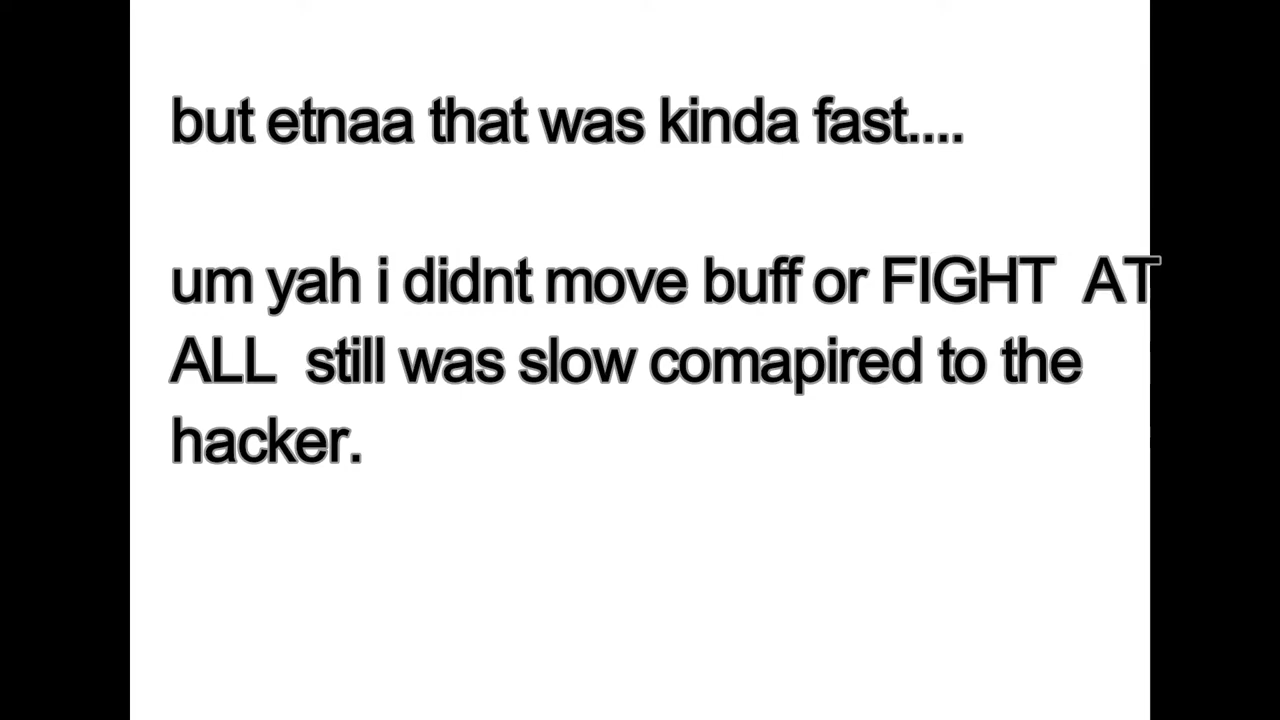 but etnaa that was kinda fast....
um yah i didnt move buff or FIGHT  AT
ALL  still was slow comapired to the
hacker.